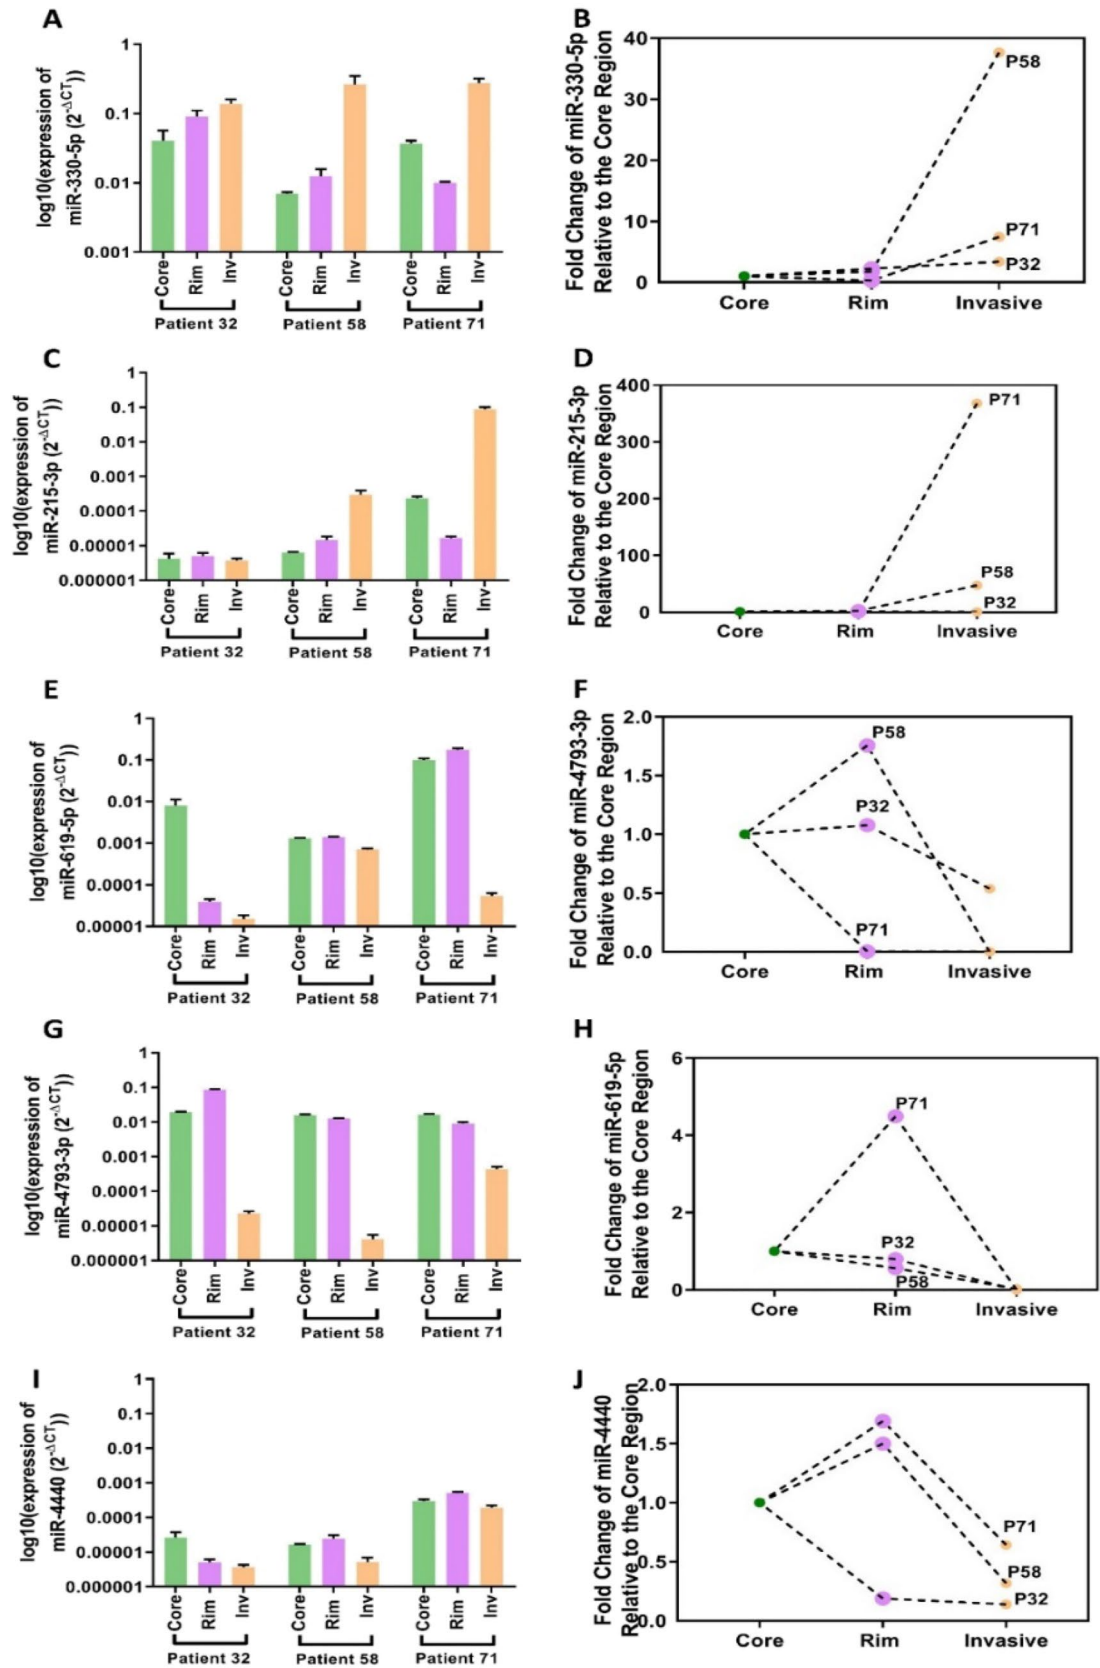 A
log10(expression of
miR-330-5p (2-ΔCT))
1
0.1
0.01
0.001
Core
Rim
Inv
Core
Rim
Inv
Core
Rim
Inv
Patient 32
Patient 58
Patient 71
B
Fold Change of miR-330-5p
Relative to the Core Region
40
30
20
10
0
P58
P71
P32
Core
Rim
Invasive
C
log10(expression of
miR-215-3p (2-ΔCT))
1
0.1
0.01
0.001
0.0001
0.00001
0.000001
Core
Rim
Inv
Core
Rim
Inv
Core
Rim
Inv
Patient 32
Patient 58
Patient 71
D
Fold Change of miR-215-3p
Relative to the Core Region
400
300
200
100
0
P71
P58
P32
Core
Rim
Invasive
E
log10(expression of
miR-619-5p (2-ΔCT))
1
0.1
0.01
0.001
0.0001
0.00001
Core
Rim
Inv
Core
Rim
Inv
Core
Rim
Inv
Patient 32
Patient 58
Patient 71
F
Fold Change of miR-4793-3p
Relative to the Core Region
2.0
1.5
1.0
0.5
0.0
P58
P32
P71
Core
Rim
Invasive
G
log10(expression of
miR-4793-3p (2-ΔCT))
1
0.1
0.01
0.001
0.0001
0.00001
0.000001
Core
Rim
Inv
Core
Rim
Inv
Core
Rim
Inv
Patient 32
Patient 58
Patient 71
H
Fold Change of miR-619-5p
Relative to the Core Region
6
4
2
0
P71
P32
P58
Core
Rim
Invasive
I
log10(expression of
miR-4440 (2-ΔCT))
1
0.1
0.01
0.001
0.0001
0.00001
0.000001
Core
Rim
Inv
Core
Rim
Inv
Core
Rim
Inv
Patient 32
Patient 58
Patient 71
J
Fold Change of miR-4440
Relative to the Core Region
2.0
1.5
1.0
0.5
0.0
P71
P58
P32
Core
Rim
Invasive